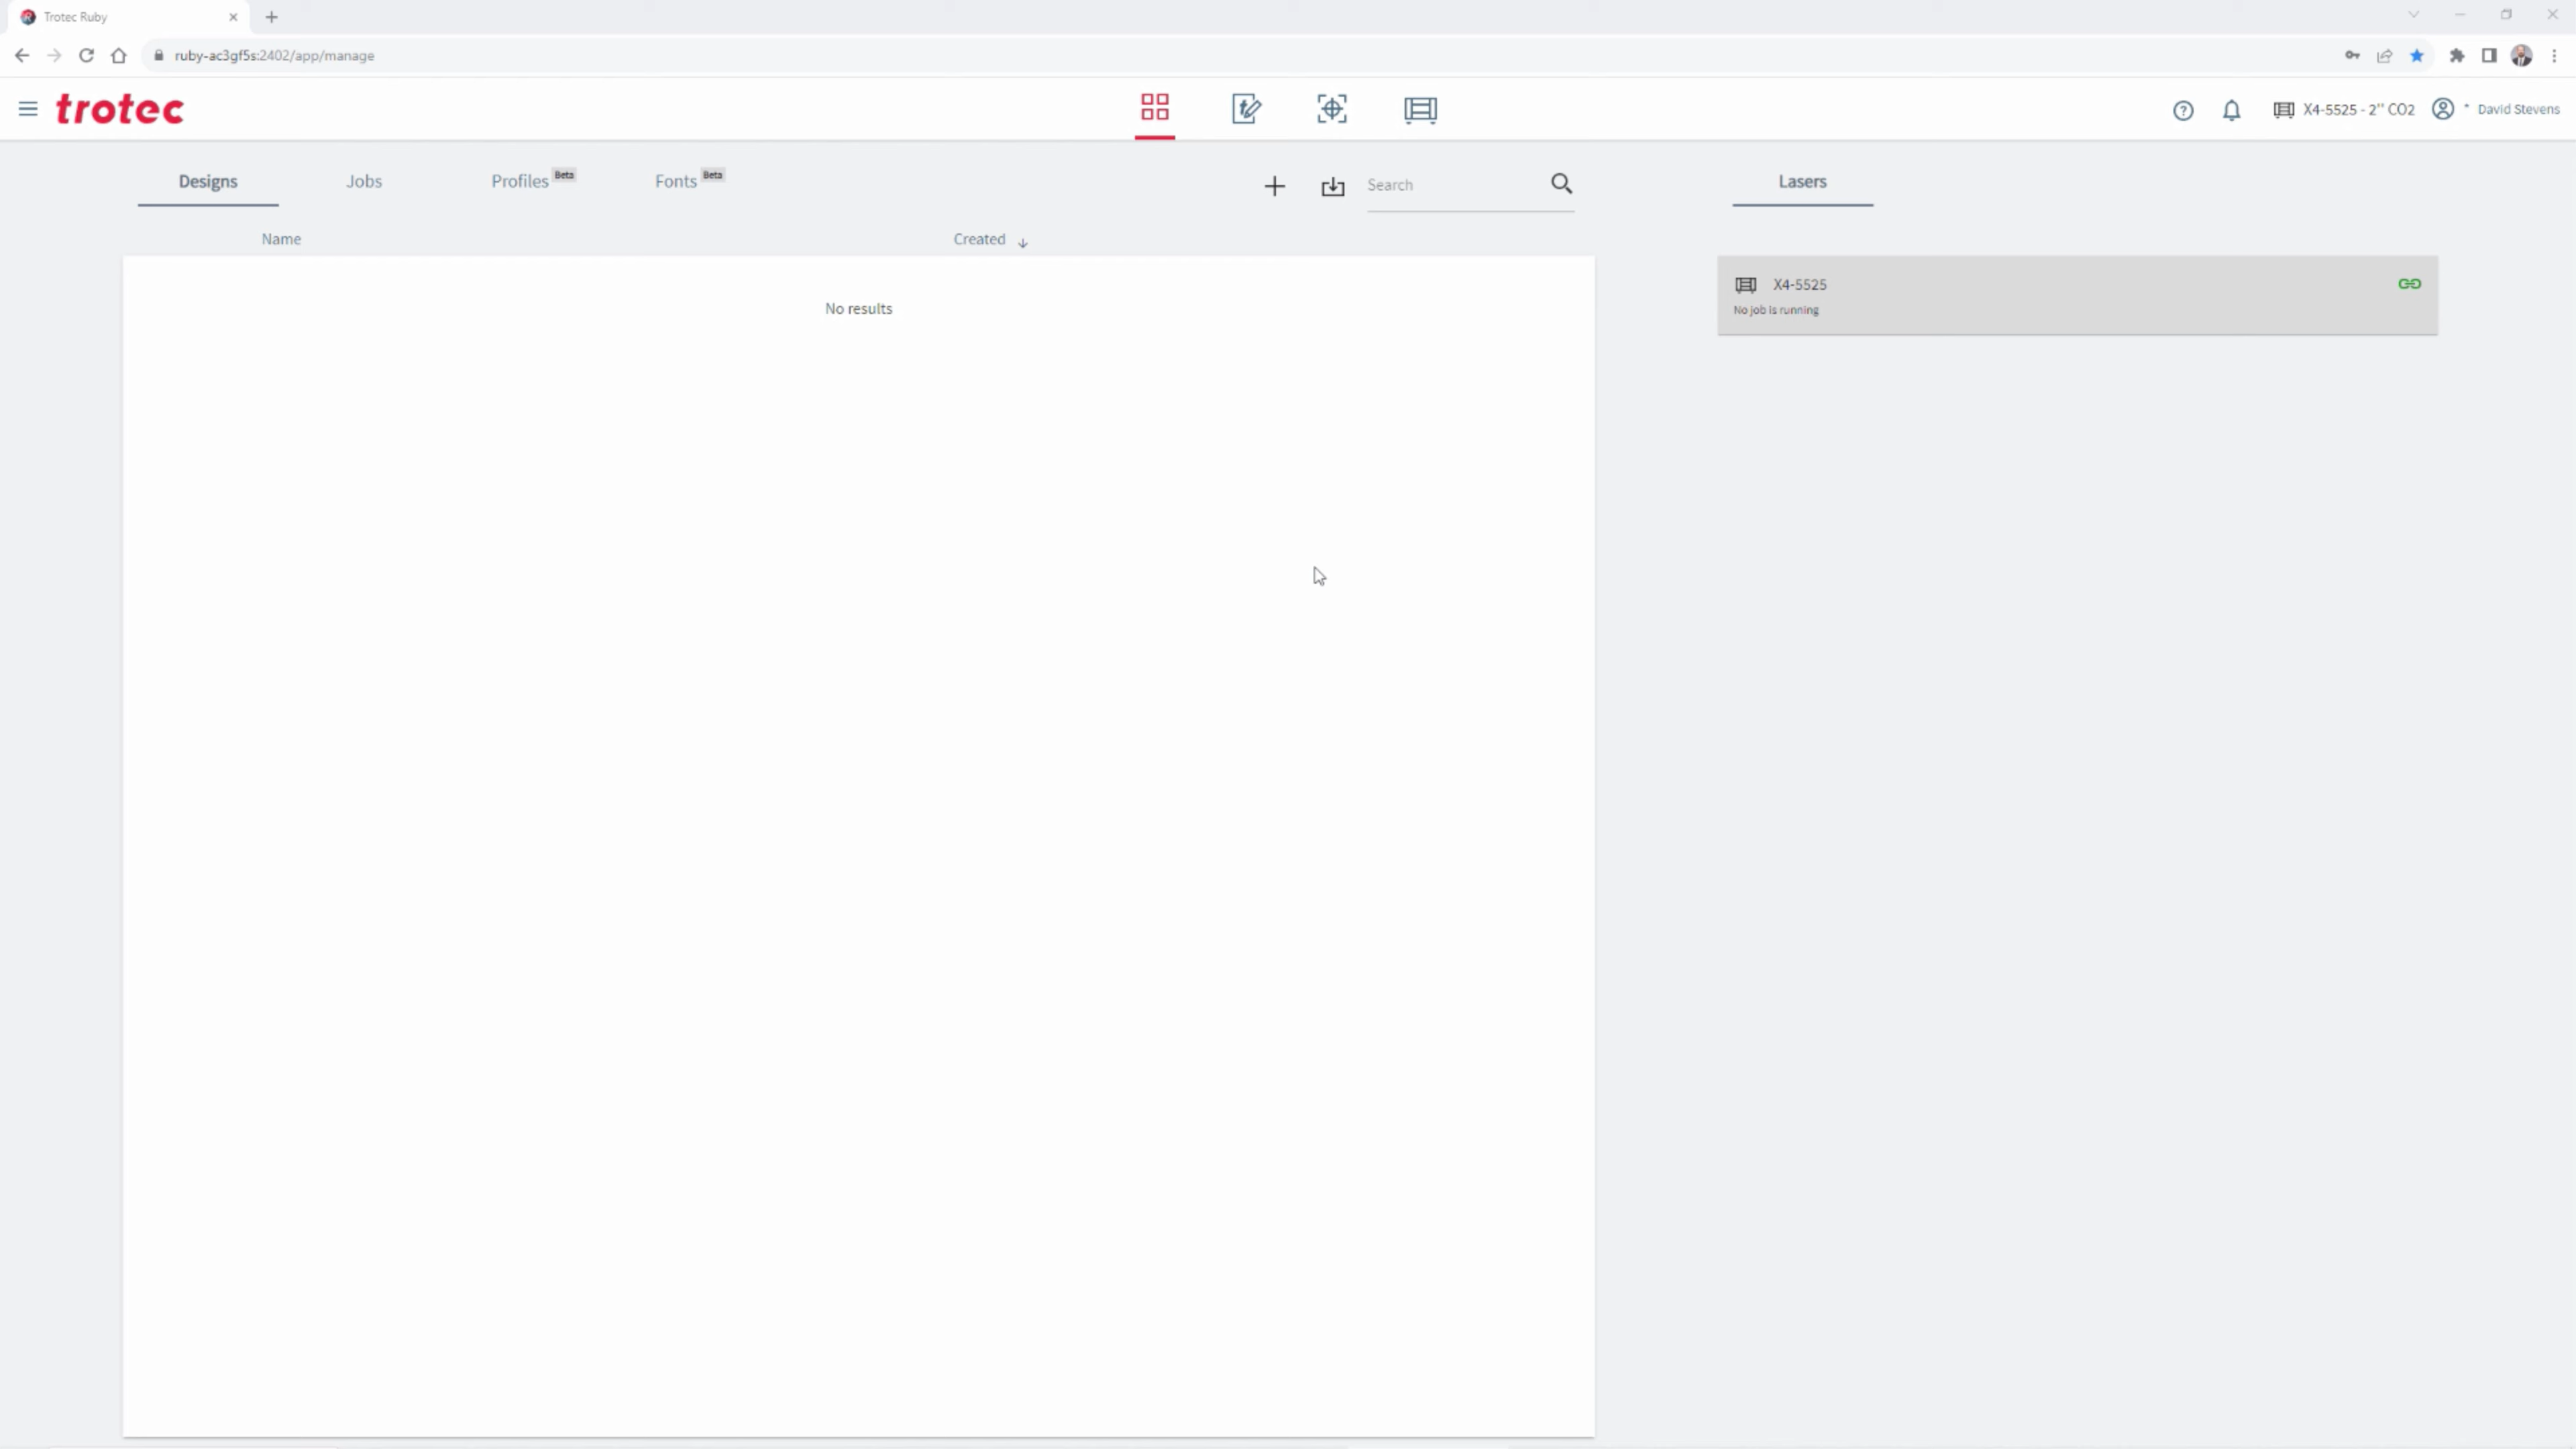 Trotec Ruby
ruby-ac3gf5s:2402/app/manage
trotec
X4-5525 - 2'' CO2
David Stevens
Designs
Jobs
Profiles Beta
Fonts Beta
Search
Lasers
Name
Created
X4-5525
No job is running
No results